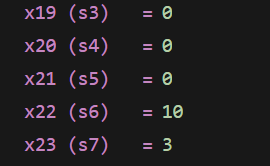 x19 (s3) = 0
x20 (s4) = 0
x21 (s5) = 0
x22 (s6) = 10
x23 (s7) = 3